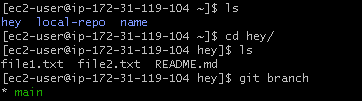 [ec2-user@ip-172-31-119-104 ~]$ ls
hey  local-repo  name
[ec2-user@ip-172-31-119-104 ~]$ cd hey/
[ec2-user@ip-172-31-119-104 hey]$ ls
file1.txt  file2.txt  README.md
[ec2-user@ip-172-31-119-104 hey]$ git branch
* main